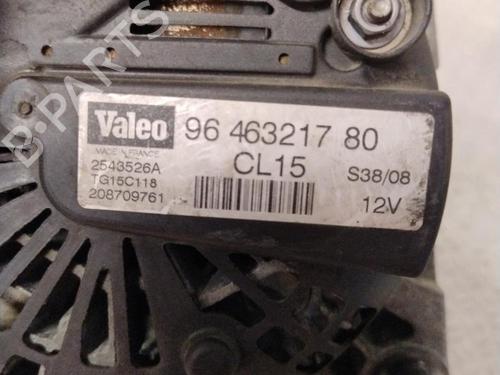 Valeo 96 463217 80
MADE IN FRANCE
CL15
2543526A
TG15C118
208709761
S38/08
12V
B-PARTS